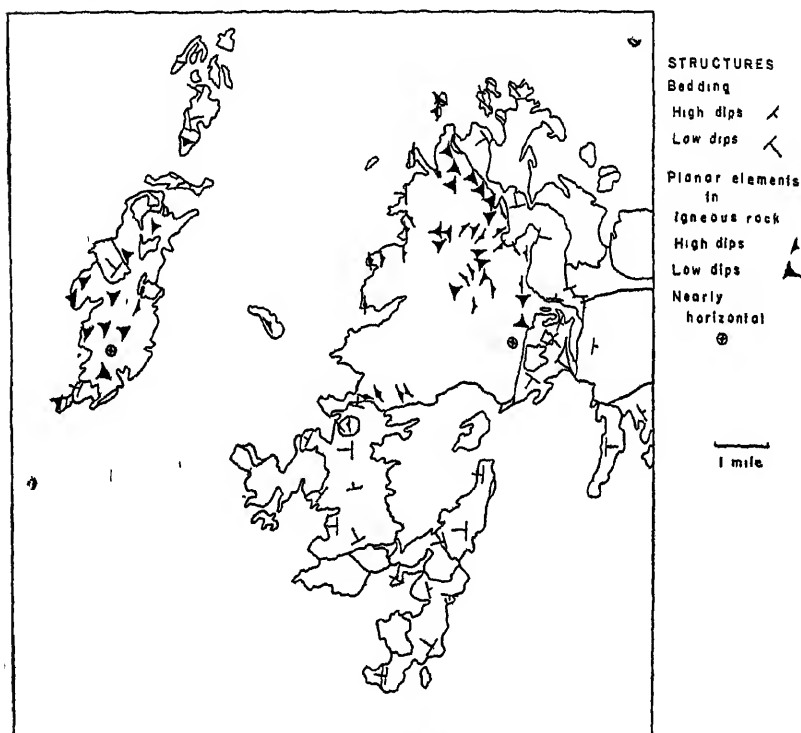 STRUCTURES
Bedding
High dips
Low dips
Planar elements
in
igneous rock
High dips
Low dips
Nearly
horizontal
1 mile